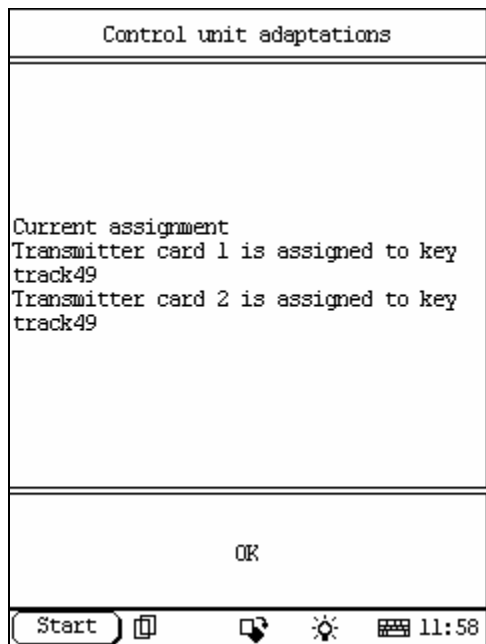 Control unit adaptations
Current assignment
Transmitter card 1 is assigned to key
track49
Transmitter card 2 is assigned to key
track49
OK
Start 11:58